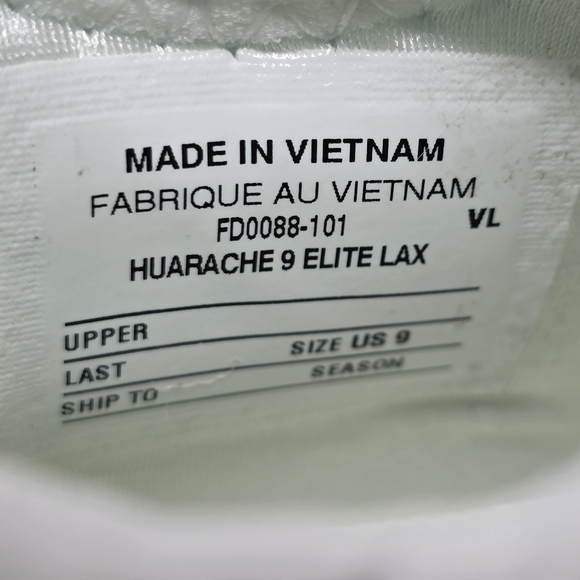 MADE IN VIETNAM
FABRIQUE AU VIETNAM
FD0088-101 VL
HUARACHE 9 ELITE LAX
UPPER
LAST SIZE US 9
SHIP TO SEASON